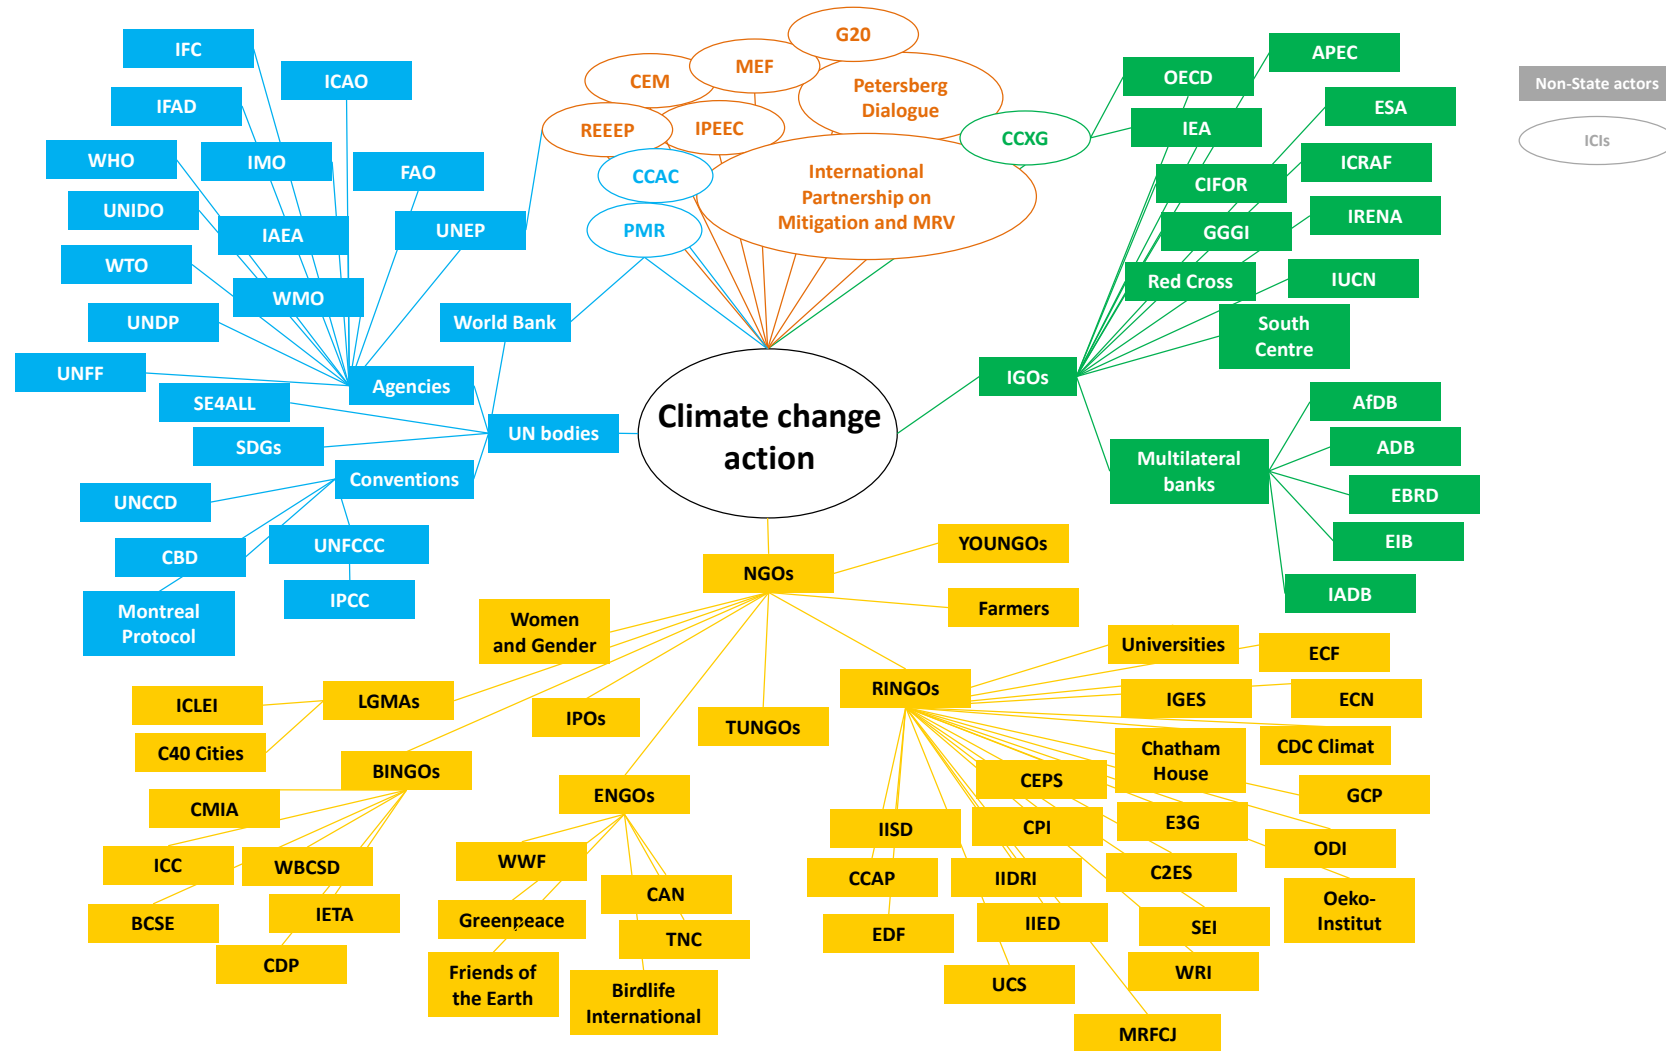 G20
IFC
MEF
APEC
ICAO
CEM
OECD
Petersberg
Dialogue
Non-State actors
IFAD
ESA
REEEP
IPEEC
IEA
CCXG
ICIs
WHO
IMO
FAO
CCAC
International
Partnership on
Mitigation and MRV
CIFOR
ICRAF
UNIDO
IAEA
UNEP
PMR
GGGI
IRENA
WTO
WMO
Red Cross
IUCN
UNDP
World Bank
South
Centre
UNFF
Agencies
IGOs
SE4ALL
Climate change
action
AfDB
SDGs
UN bodies
ADB
Conventions
Multilateral
banks
UNCCD
EBRD
CBD
UNFCCC
YOUNGOs
EIB
NGOs
IPCC
Montreal
Protocol
Farmers
IADB
Women
and Gender
Universities
ECF
ICLEI
LGMAs
RINGOs
IGES
ECN
IPOs
TUNGOs
C40 Cities
CDC Climat
Chatham
House
BINGOs
ENGOs
CEPS
GCP
CMIA
IISD
CPI
E3G
ODI
ICC
WBCSD
WWF
CCAP
IIDRI
C2ES
CAN
Oeko-
Institut
BCSE
IETA
Greenpeace
TNC
EDF
IIED
SEI
CDP
Friends of
the Earth
Birdlife
International
UCS
WRI
MRFCJ